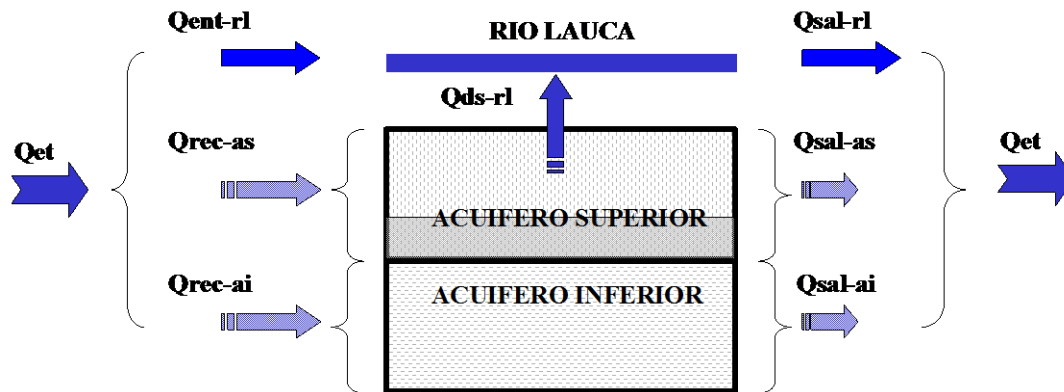 Qent-rl
RIO LAUCA
Qsal-rl
Qds-rl
Qet
Qrec-as
Qsal-as
Qet
ACUIFERO SUPERIOR
Qrec-ai
ACUIFERO INFERIOR
Qsal-ai